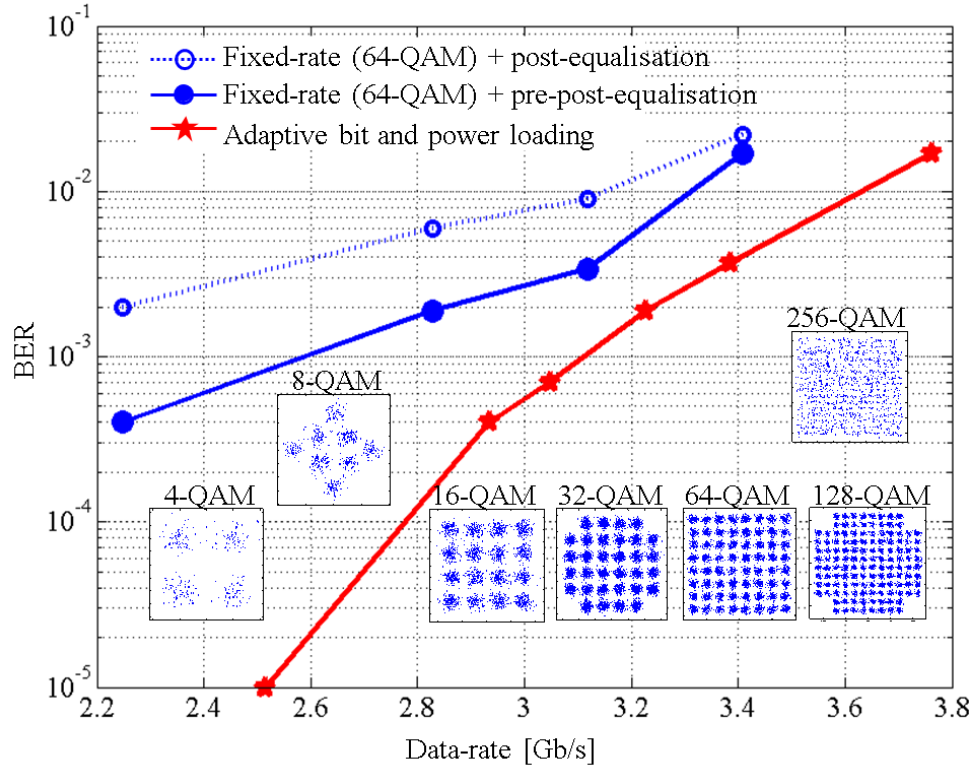 10^-1
Fixed-rate (64-QAM) + post-equalisation
Fixed-rate (64-QAM) + pre-post-equalisation
Adaptive bit and power loading
10^-2
BER
10^-3
256-QAM
8-QAM
10^-4
4-QAM
16-QAM 32-QAM 64-QAM 128-QAM
10^-5
2.2 2.4 2.6 2.8 3 3.2 3.4 3.6 3.8
Data-rate [Gb/s]